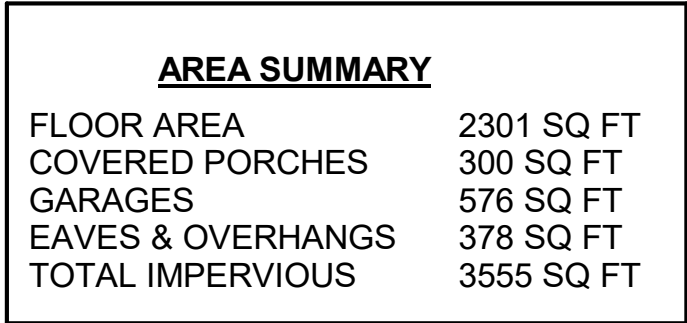 AREA SUMMARY
FLOOR AREA 2301 SQ FT
COVERED PORCHES 300 SQ FT
GARAGES 576 SQ FT
EAVES & OVERHANGS 378 SQ FT
TOTAL IMPERVIOUS 3555 SQ FT